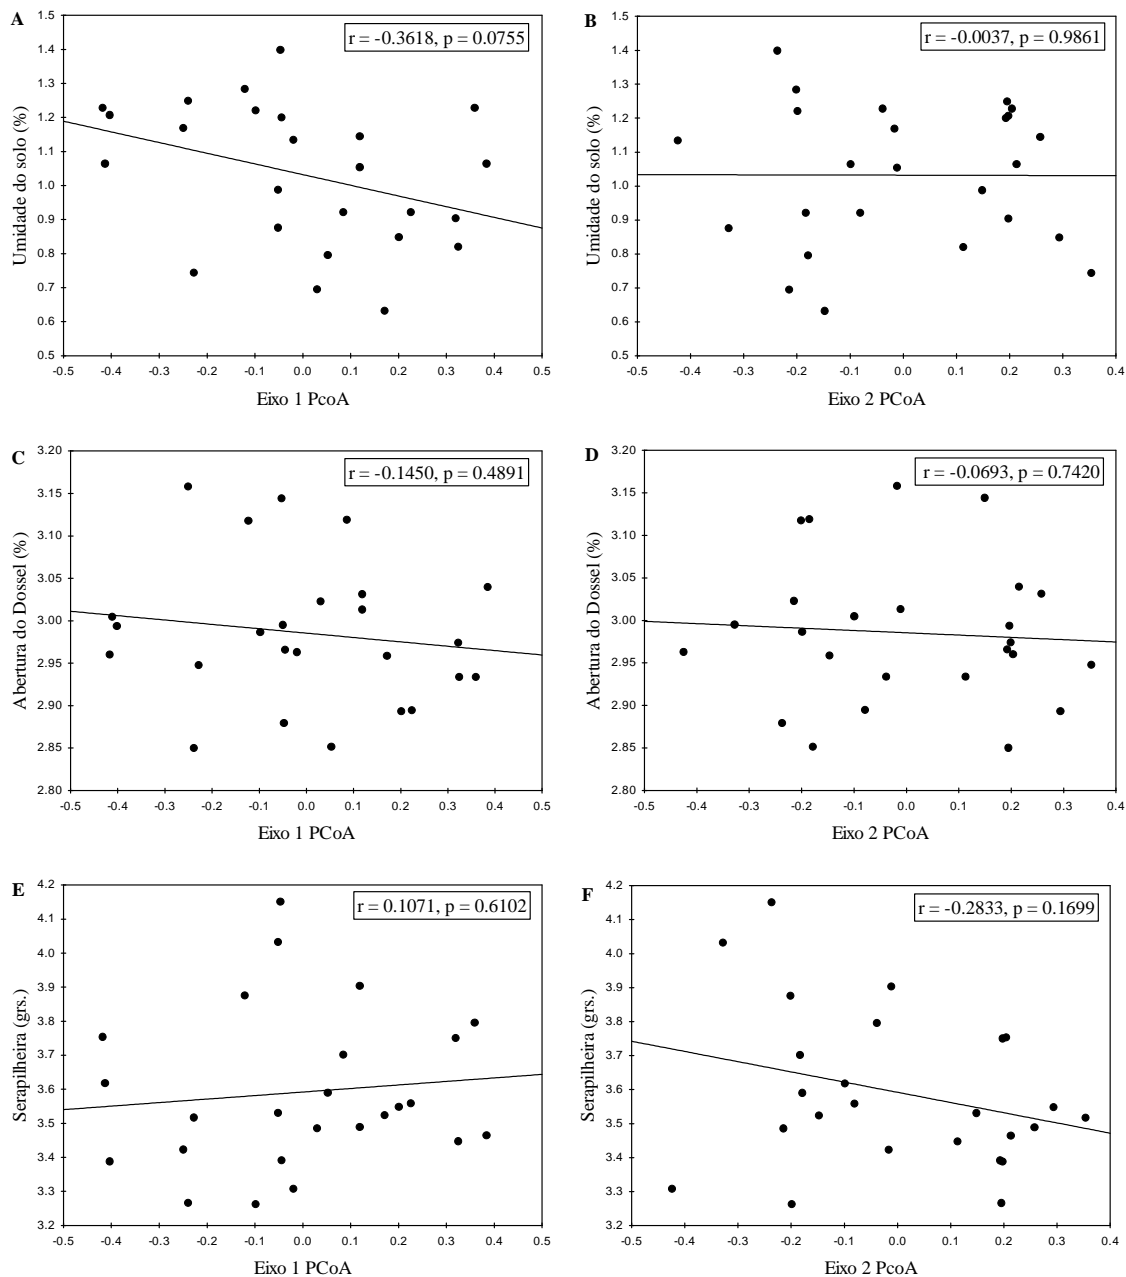 A
r = -0.3618, p = 0.0755
Umidade do solo (%)
1.5
1.4
1.3
1.2
1.1
1.0
0.9
0.8
0.7
0.6
0.5
-0.5 -0.4 -0.3 -0.2 -0.1 0.0 0.1 0.2 0.3 0.4 0.5
Eixo 1 PcoA
B
r = -0.0037, p = 0.9861
Umidade do solo (%)
1.5
1.4
1.3
1.2
1.1
1.0
0.9
0.8
0.7
0.6
0.5
-0.5 -0.4 -0.3 -0.2 -0.1 0.0 0.1 0.2 0.3 0.4
Eixo 2 PCoA
C
r = -0.1450, p = 0.4891
Abertura do Dossel (%)
3.20
3.15
3.10
3.05
3.00
2.95
2.90
2.85
2.80
-0.5 -0.4 -0.3 -0.2 -0.1 0.0 0.1 0.2 0.3 0.4 0.5
Eixo 1 PCoA
D
r = -0.0693, p = 0.7420
Abertura do Dossel (%)
3.20
3.15
3.10
3.05
3.00
2.95
2.90
2.85
2.80
-0.5 -0.4 -0.3 -0.2 -0.1 0.0 0.1 0.2 0.3 0.4
Eixo 2 PCoA
E
r = 0.1071, p = 0.6102
Serapilheira (grs.)
4.2
4.1
4.0
3.9
3.8
3.7
3.6
3.5
3.4
3.3
3.2
-0.5 -0.4 -0.3 -0.2 -0.1 0.0 0.1 0.2 0.3 0.4 0.5
Eixo 1 PCoA
F
r = -0.2833, p = 0.1699
Serapilheira (grs.)
4.2
4.1
4.0
3.9
3.8
3.7
3.6
3.5
3.4
3.3
3.2
-0.5 -0.4 -0.3 -0.2 -0.1 0.0 0.1 0.2 0.3 0.4
Eixo 2 PcoA